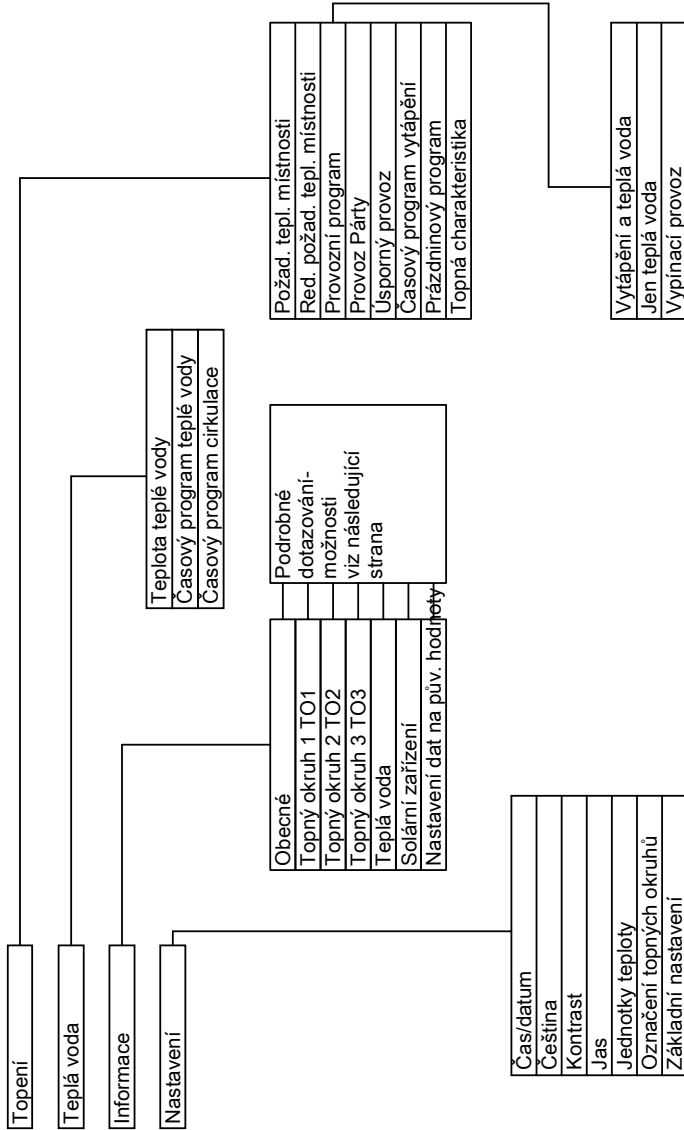 Topení
Teplá voda
Informace
Nastavení
Požad. tepl. místnosti
Red. požad. tepl. místnosti
Provozní program
Provoz Párty
Úsporný provoz
Časový program vytápění
Prázdninový program
Topná charakteristika
Vytápění a teplá voda
Jen teplá voda
Vypínací provoz
Teplota teplé vody
Časový program teplé vody
Časový program cirkulace
Obecné
Topný okruh 1 TO1
Topný okruh 2 TO2
Topný okruh 3 TO3
Teplá voda
Solární zařízení
Nastavení dat na pův. hodnoty
Podrobné
dotazování-
možnosti
viz následující
strana
Čas/datum
Čeština
Kontrast
Jas
Jednotky teploty
Označení topných okruhů
Základní nastavení